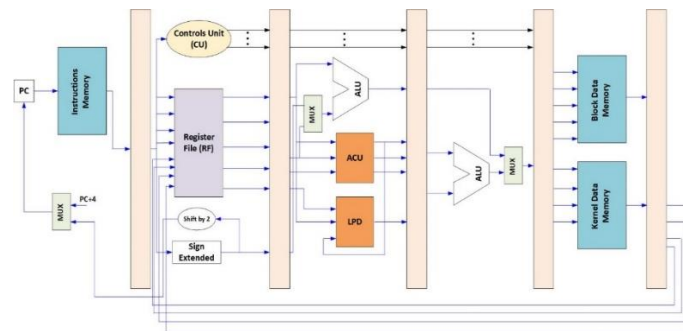 Controls Unit
(CU)
PC
Instructions
Memory
Register
File (RF)
MUX
ALU
ACU
LPD
ALU
MUX
Block Data
Memory
Kernel Data
Memory
PC+4
MUX
Shift by 2
Sign
Extended